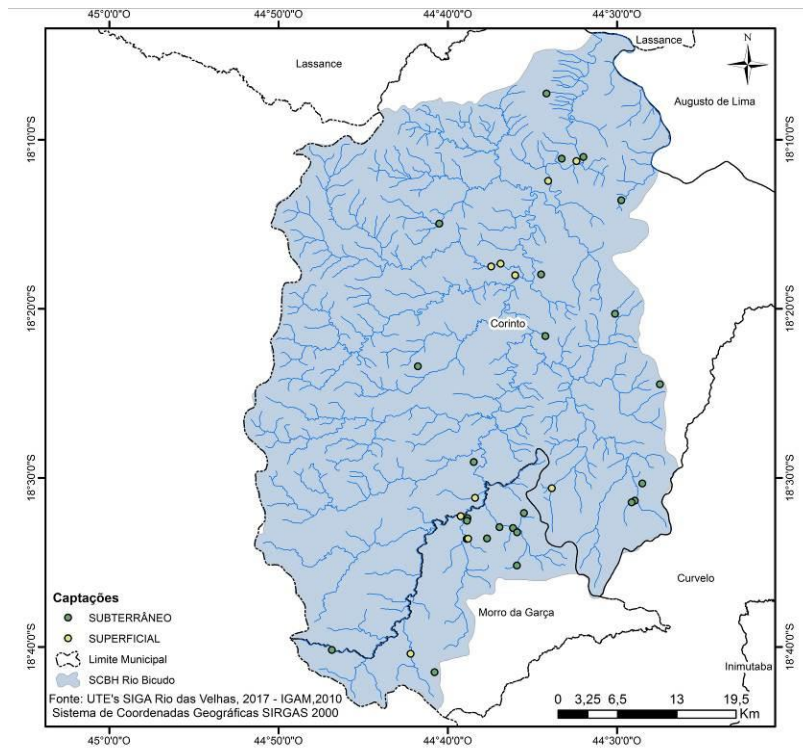 45°0'0"O 44°50'0"O 44°40'0"O 44°30'0"O
Lassance
Lassance
N
Augusto de Lima
18°10'0"S 18°10'0"S
18°20'0"S 18°20'0"S
Corinto
18°30'0"S 18°30'0"S
Curvelo
Morro da Garça
Inimutaba
18°40'0"S 18°40'0"S
Captações
SUBTERRÂNEO
SUPERFICIAL
Limite Municipal
SCBH Rio Bicudo
Fonte: UTE's SIGA Rio das Velhas, 2017 - IGAM,2010
Sistema de Coordenadas Geográficas SIRGAS 2000
0 3,25 6,5 13 19,5
Km
45°0'0"O 44°50'0"O 44°40'0"O 44°30'0"O